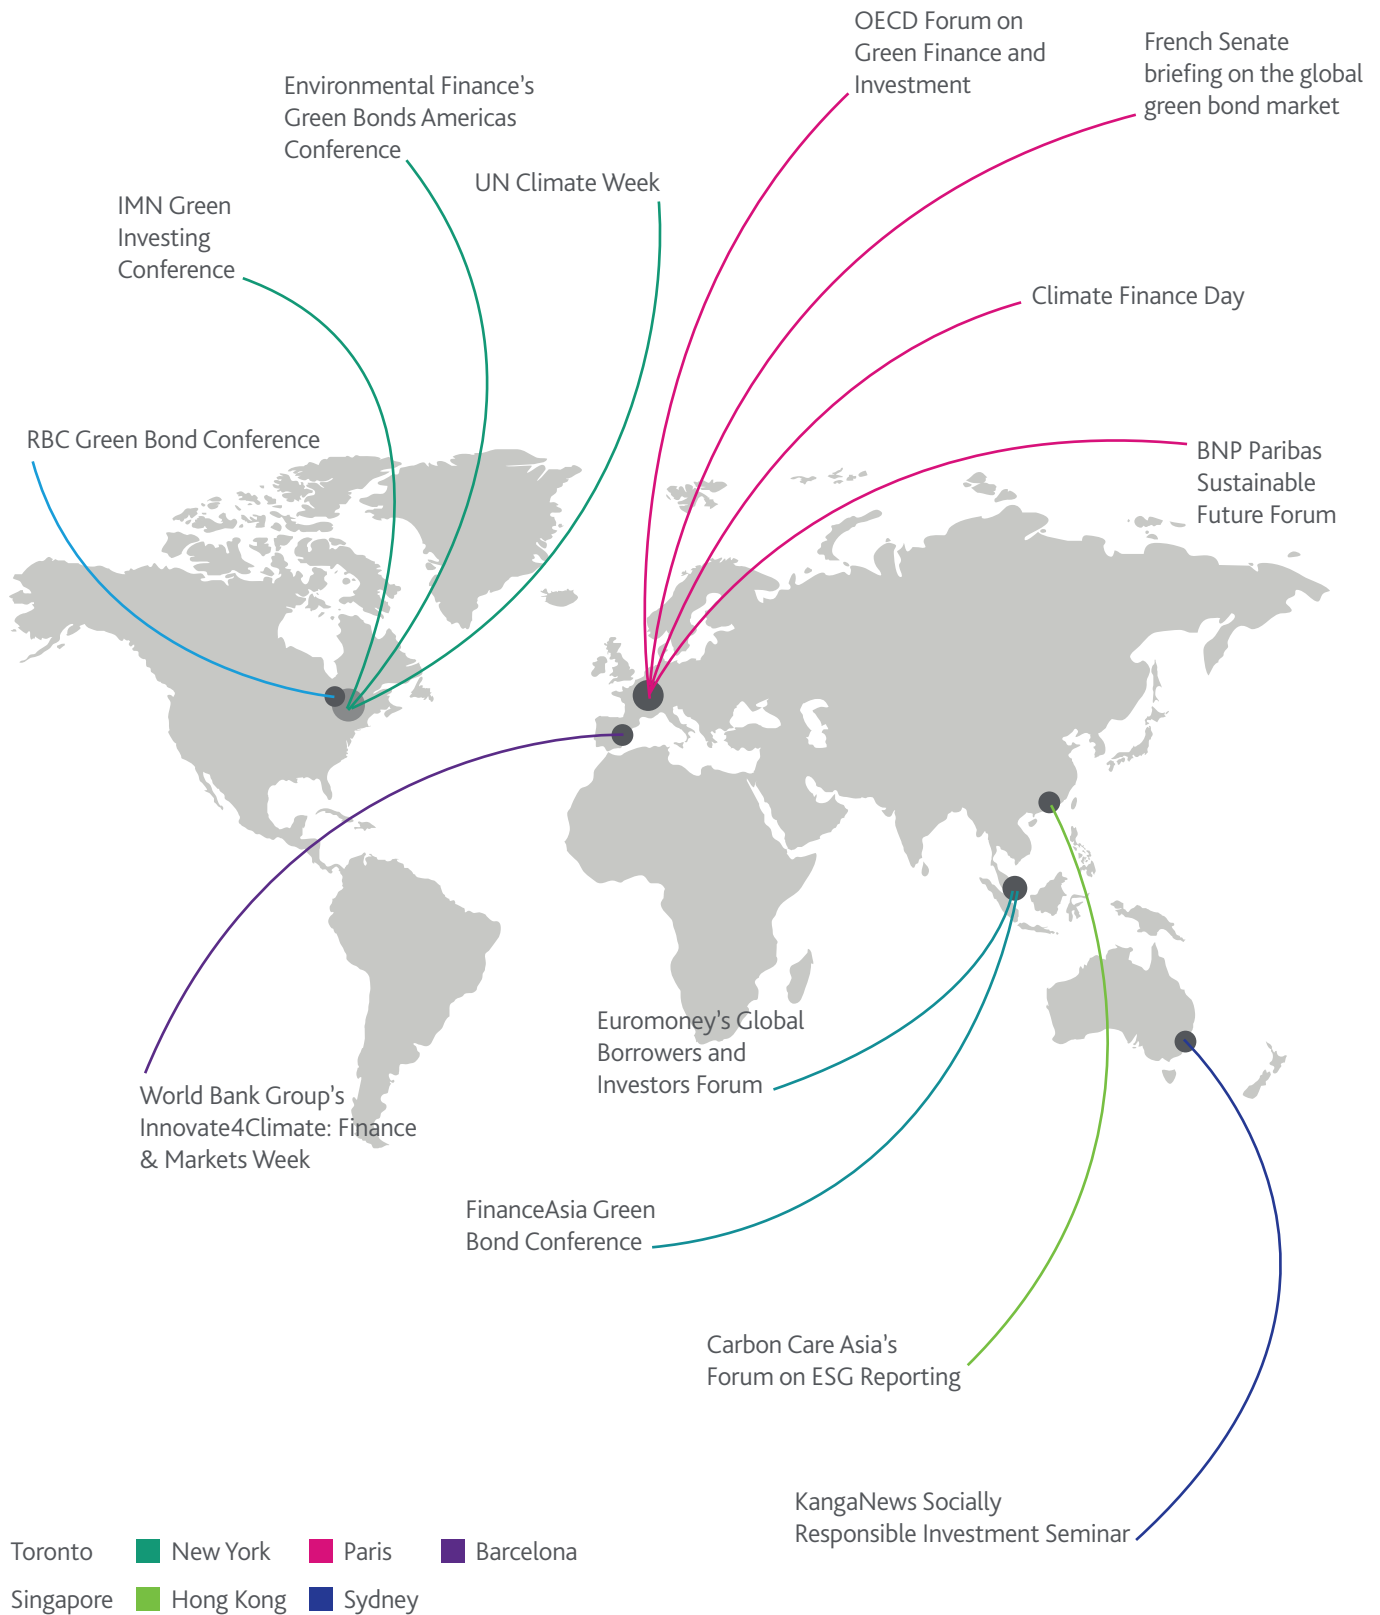 OECD Forum on
Green Finance and
Investment
French Senate
briefing on the global
green bond market
Environmental Finance's
Green Bonds Americas
Conference
UN Climate Week
IMN Green
Investing
Conference
Climate Finance Day
RBC Green Bond Conference
BNP Paribas
Sustainable
Future Forum
Euromoney's Global
Borrowers and
Investors Forum
World Bank Group's
Innovate4Climate: Finance
& Markets Week
FinanceAsia Green
Bond Conference
Carbon Care Asia's
Forum on ESG Reporting
KangaNews Socially
Responsible Investment Seminar
Toronto New York Paris Barcelona
Singapore Hong Kong Sydney